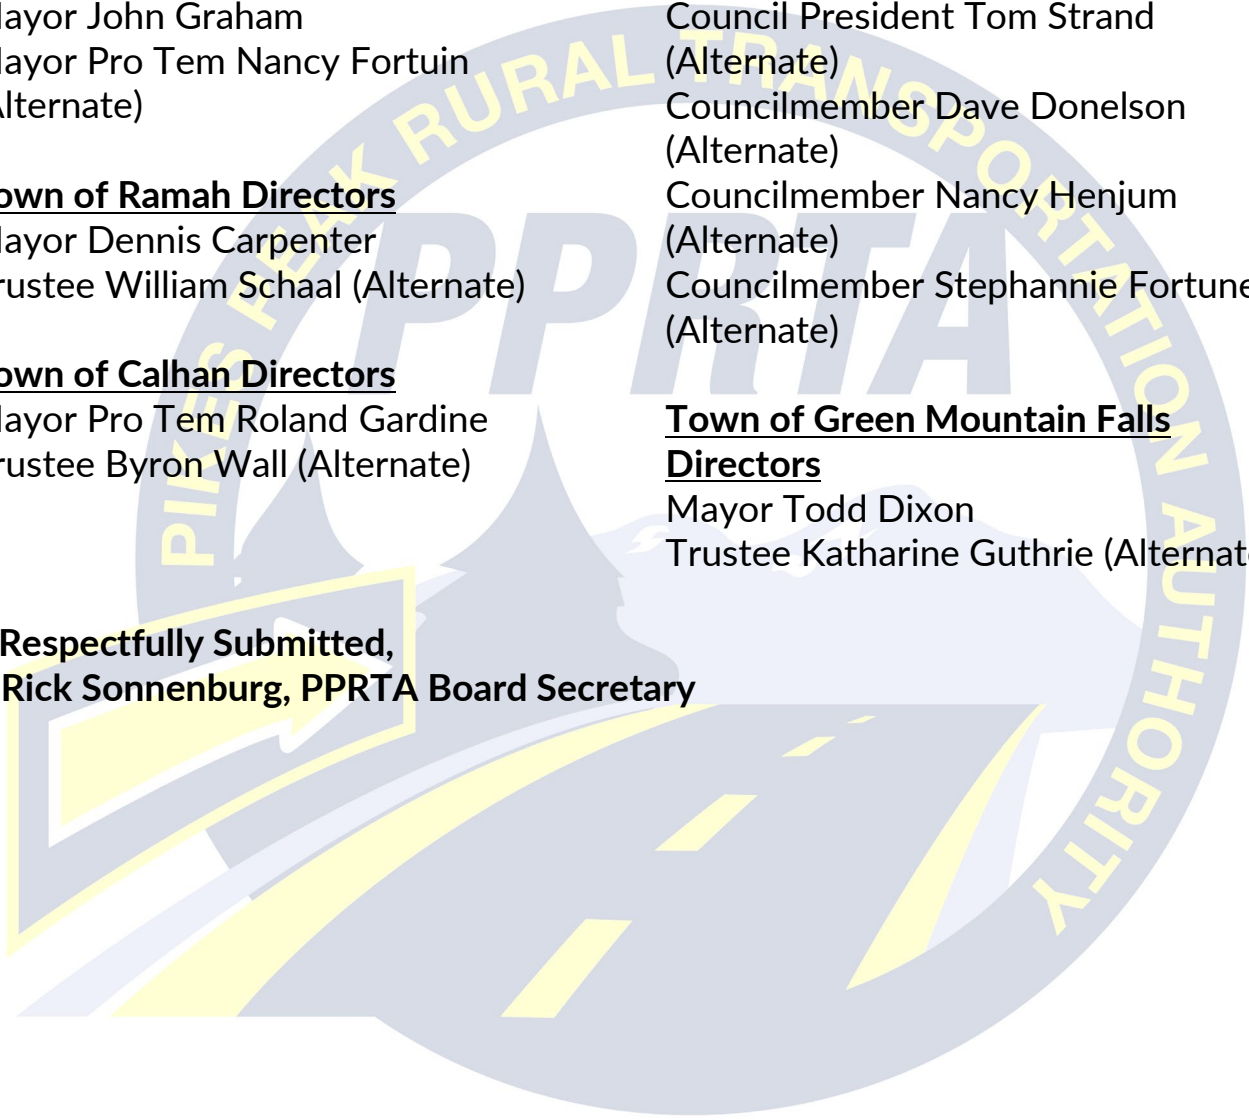 ayor John Graham
ayor Pro Tem Nancy Fortuin
Alternate)
own of Ramah Directors
ayor Dennis Carpenter
rustee William Schaal (Alternate)
own of Calhan Directors
ayor Pro Tem Roland Gardine
rustee Byron Wall (Alternate)
Council President Tom Strand
(Alternate)
Councilmember Dave Donelson
(Alternate)
Councilmember Nancy Henjum
(Alternate)
Councilmember Stephannie Fortune
(Alternate)
Town of Green Mountain Falls
Directors
Mayor Todd Dixon
Trustee Katharine Guthrie (Alternate
Respectfully Submitted,
Rick Sonnenburg, PPRTA Board Secretary
PIKES PEAK RURAL TRANSPORTATION AUTHORITY
PPRTA